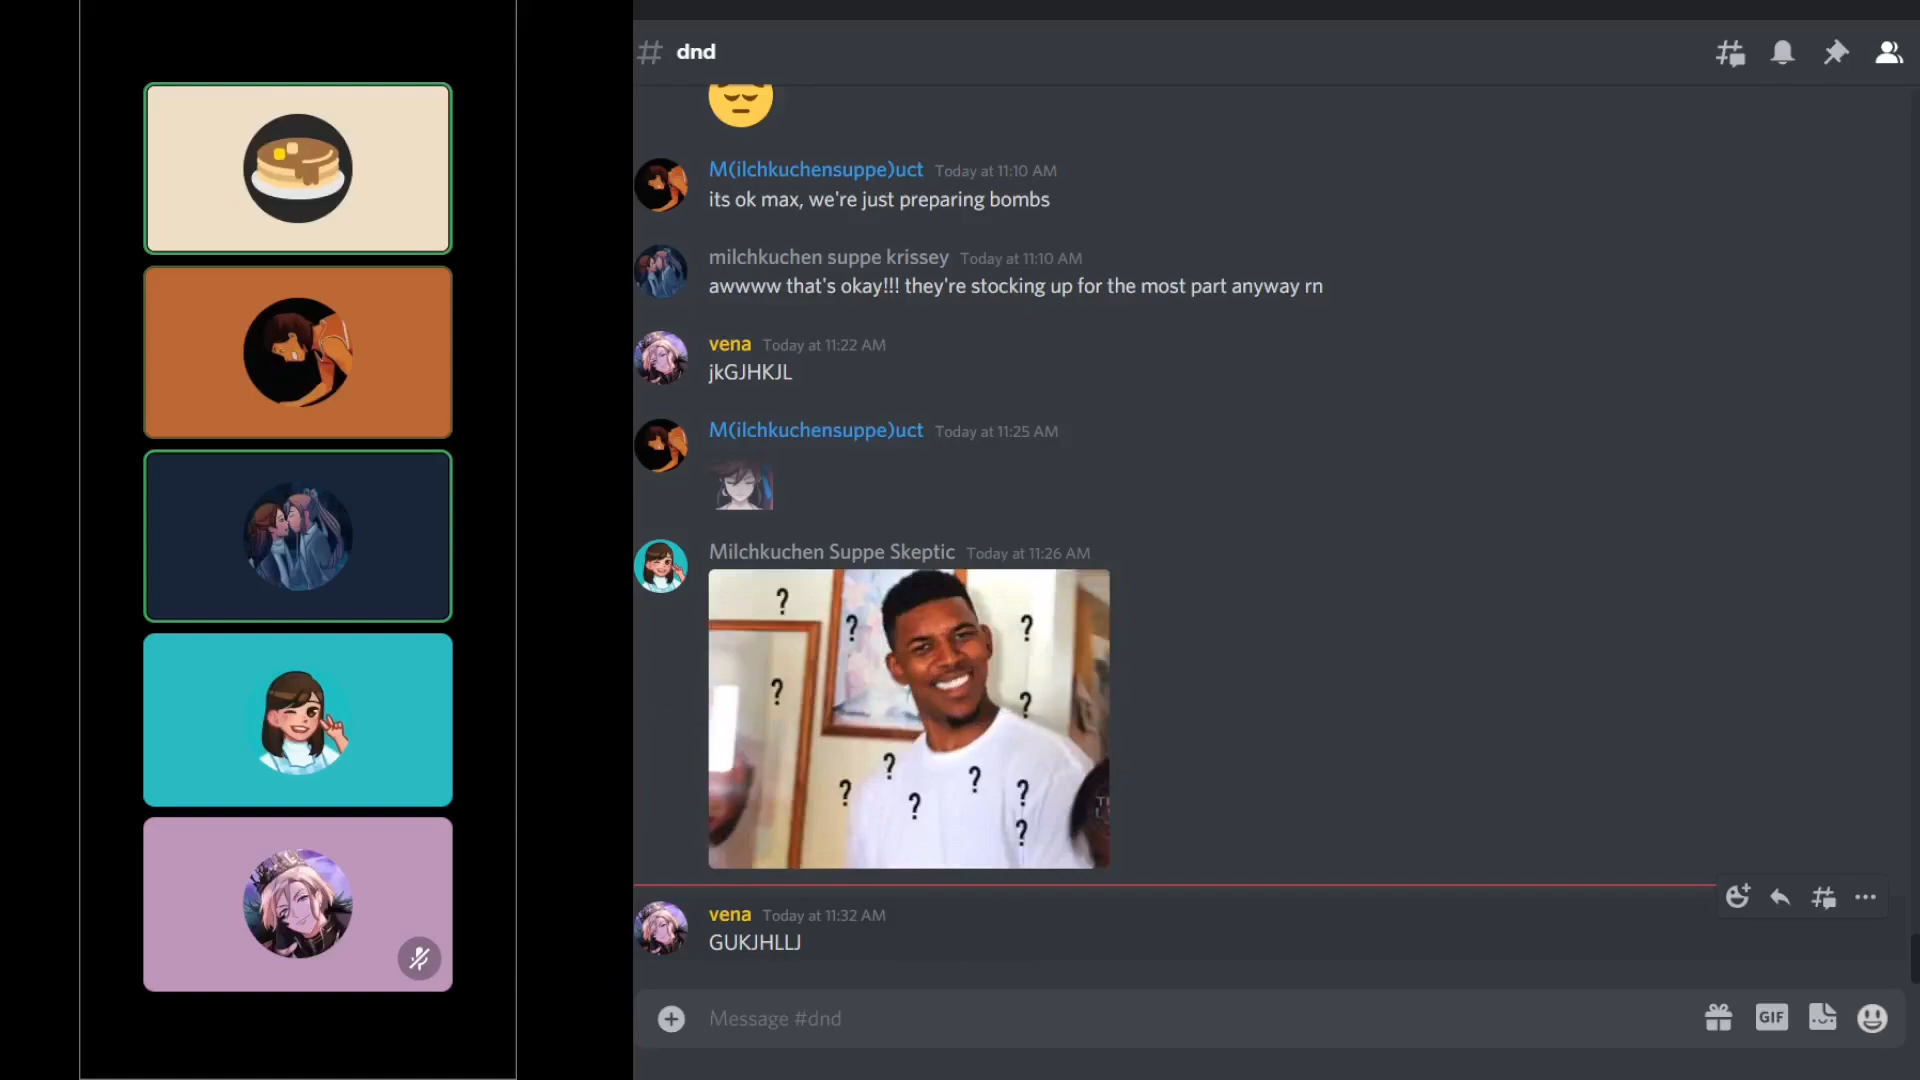 dnd
M(ilchkuchensuppe)uct Today at 11:10 AM
its ok max, we're just preparing bombs
milchkuchen suppe krissey Today at 11:10 AM
awwww that's okay!!! they're stocking up for the most part anyway rn
vena Today at 11:22 AM
jkGJHKJL
M(ilchkuchensuppe)uct Today at 11:25 AM
Milchkuchen Suppe Skeptic Today at 11:26 AM
?
?
?
?
?
?
?
?
?
?
?
vena Today at 11:32 AM
GUKJHLLJ
Message #dnd
GIF